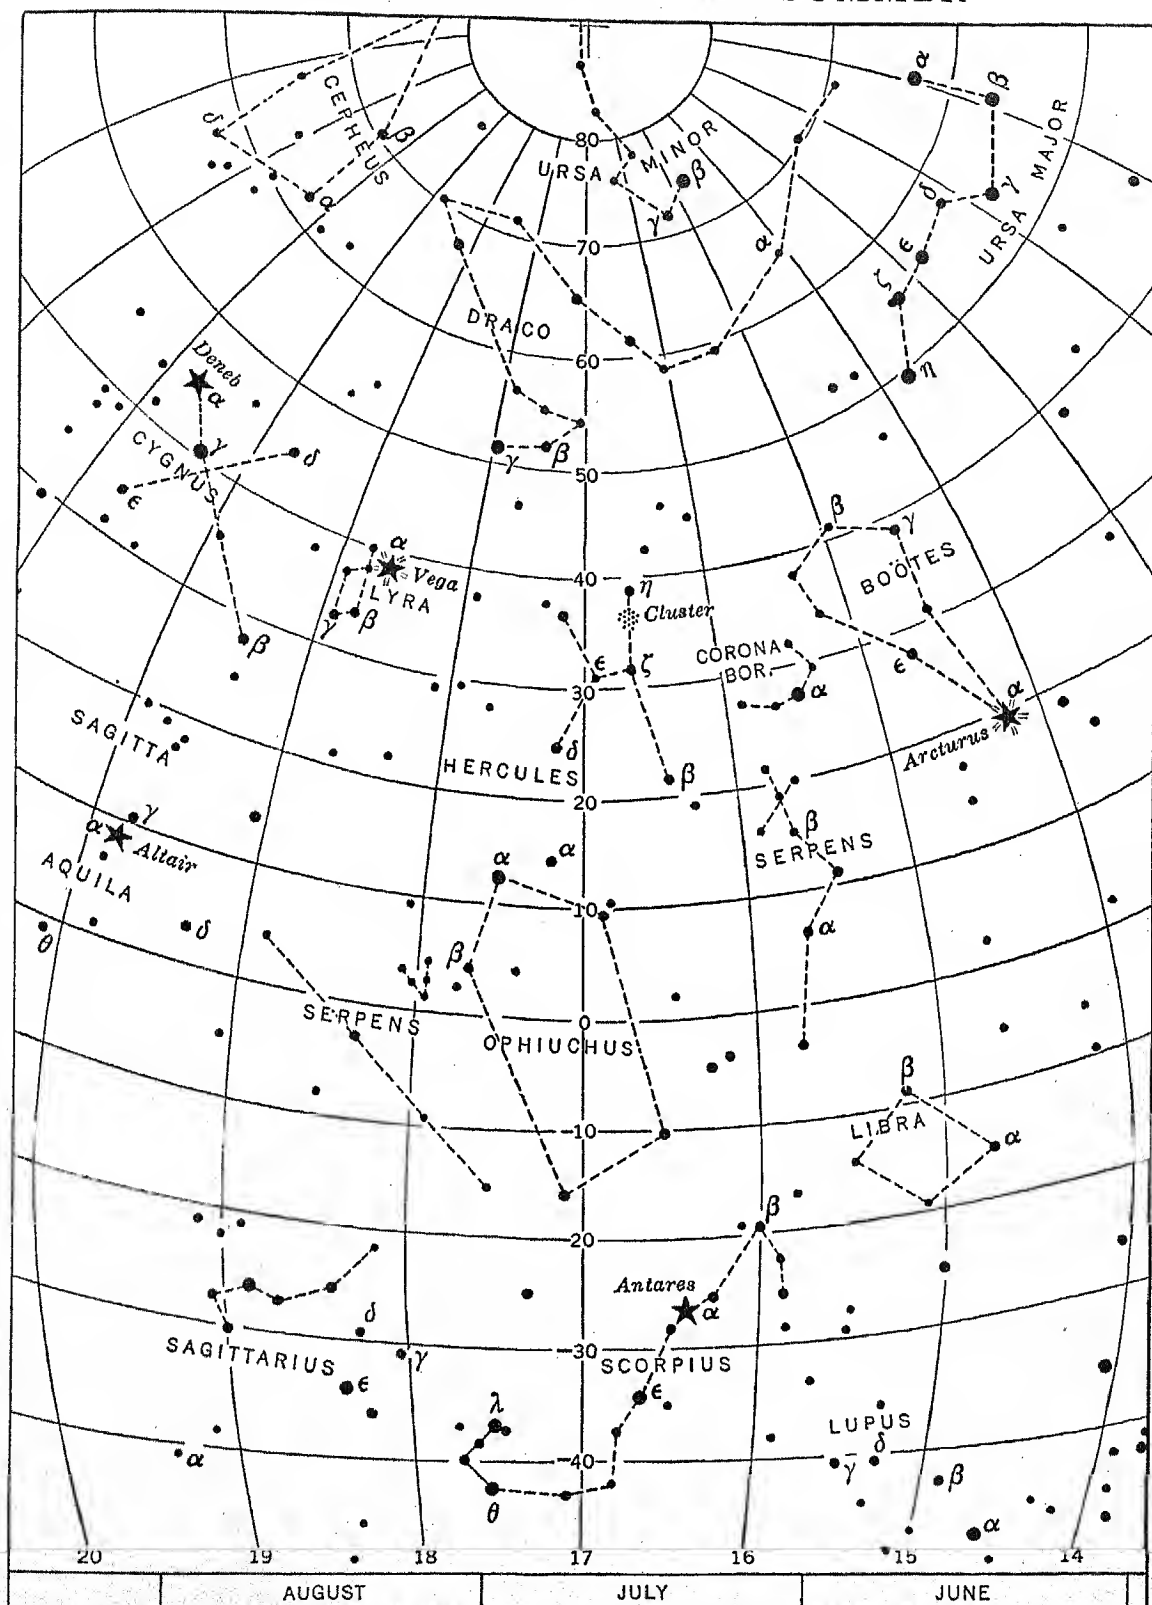 α
β
CEPHEUS
δ
β
α
80
URSA MINOR
β
γ
URSA MAJOR
γ
δ
ε
ζ
η
70
α
DRACO
60
Deneb
α
γ
CYGNUS
δ
ε
β
γ
β
50
β
γ
BOÖTES
ε
α
Arcturus
α
Vega
LYRA
γ
β
40
η
Cluster
CORONA
BOR.
α
ε
ζ
30
δ
β
HERCULES
SAGITTA
20
γ
α
Altair
AQUILA
θ
δ
β
SERPENS
α
α
α
10
β
SERPENS
0
OPHIUCHUS
β
LIBRA
α
-10
β
-20
Antares
α
δ
SAGITTARIUS
γ
ε
-30
SCORPIUS
ε
λ
LUPUS
δ
γ
β
α
α
-40
θ
20
19
18
17
16
15
14
AUGUST
JULY
JUNE